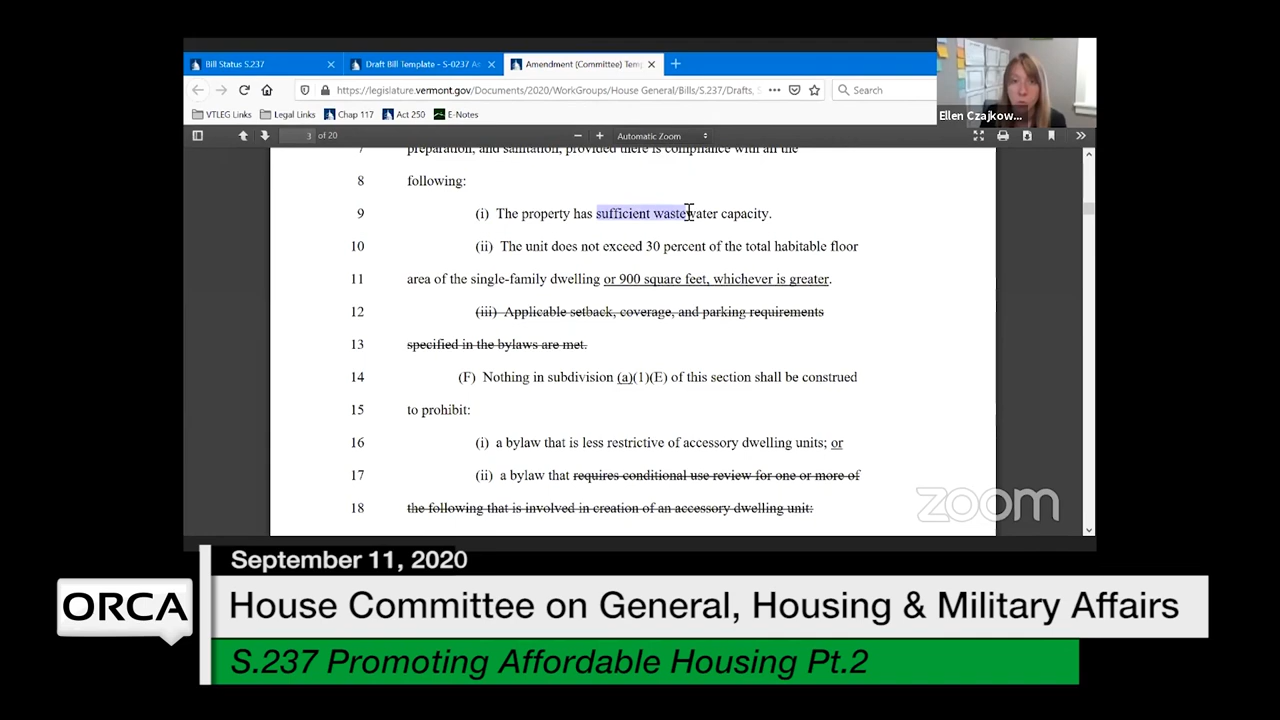 Bill Status S.237
Draft Bill Template - S-0237 As
Amendment (Committee) Temp
https://legislature.vermont.gov/Documents/2020/WorkGroups/House General/Bills/S.237/Drafts, S
Search
Ellen Czajkow...
VTLEG Links
Legal Links
Chap 117
Act 250
E-Notes
3 of 20
Automatic Zoom
7 preparation, and sanitation, provided there is compliance with all the
8 following:
9 (i) The property has sufficient wastewater capacity.
10 (ii) The unit does not exceed 30 percent of the total habitable floor
11 area of the single-family dwelling or 900 square feet, whichever is greater.
12 (iii) Applicable setback, coverage, and parking requirements
13 specified in the bylaws are met.
14 (F) Nothing in subdivision (a)(1)(E) of this section shall be construed
15 to prohibit:
16 (i) a bylaw that is less restrictive of accessory dwelling units; or
17 (ii) a bylaw that requires conditional use review for one or more of
18 the following that is involved in creation of an accessory dwelling unit:
zoom
September 11, 2020
ORCA
House Committee on General, Housing & Military Affairs
S.237 Promoting Affordable Housing Pt.2